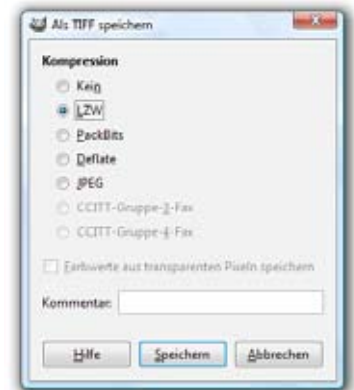 Als TIFF speichern
Kompression
Kein
LZW
PackBits
Deflate
JPEG
CCITT-Gruppe-3-Fax
CCITT-Gruppe-4-Fax
Farbwerte aus transparenten Pixeln speichern
Kommentar:
Hilfe Speichern Abbrechen